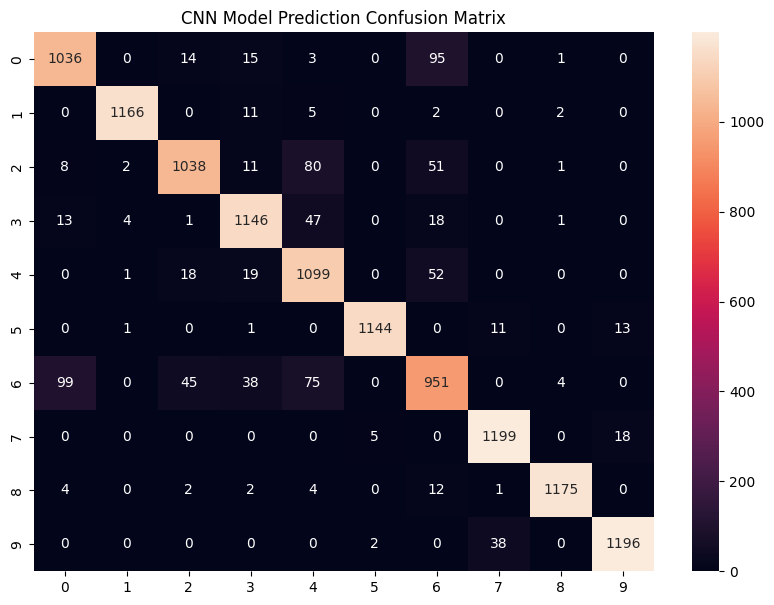 CNN Model Prediction Confusion Matrix
0 1036 0 14 15 3 0 95 0 1 0
1 0 1166 0 11 5 0 2 0 2 0
2 8 2 1038 11 80 0 51 0 1 0
3 13 4 1 1146 47 0 18 0 1 0
4 0 1 18 19 1099 0 52 0 0 0
5 0 1 0 1 0 1144 0 11 0 13
6 99 0 45 38 75 0 951 0 4 0
7 0 0 0 0 0 5 0 1199 0 18
8 4 0 2 2 4 0 12 1 1175 0
9 0 0 0 0 0 2 0 38 0 1196
0 1 2 3 4 5 6 7 8 9
1000
800
600
400
200
0